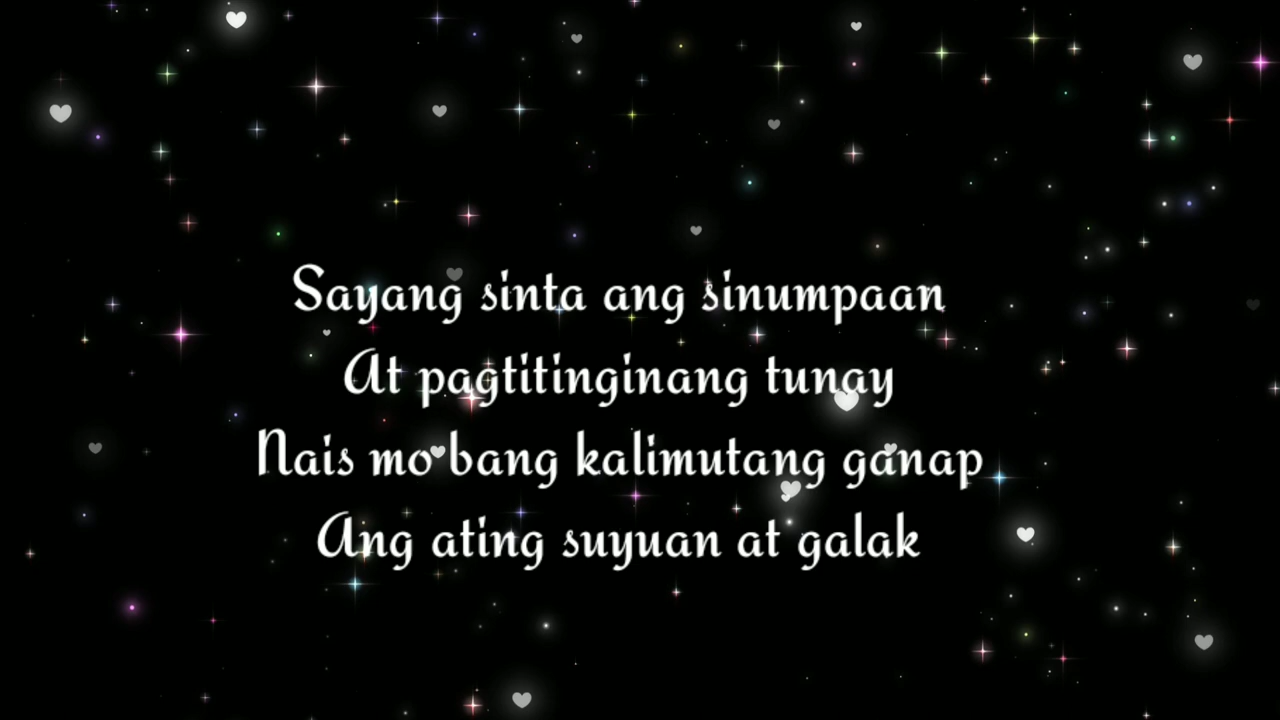 Sayang sinta ang sinumpaan
At pagtitinginang tunay
Nais mo bang kalimutang ganap
Ang ating suyuan at galak